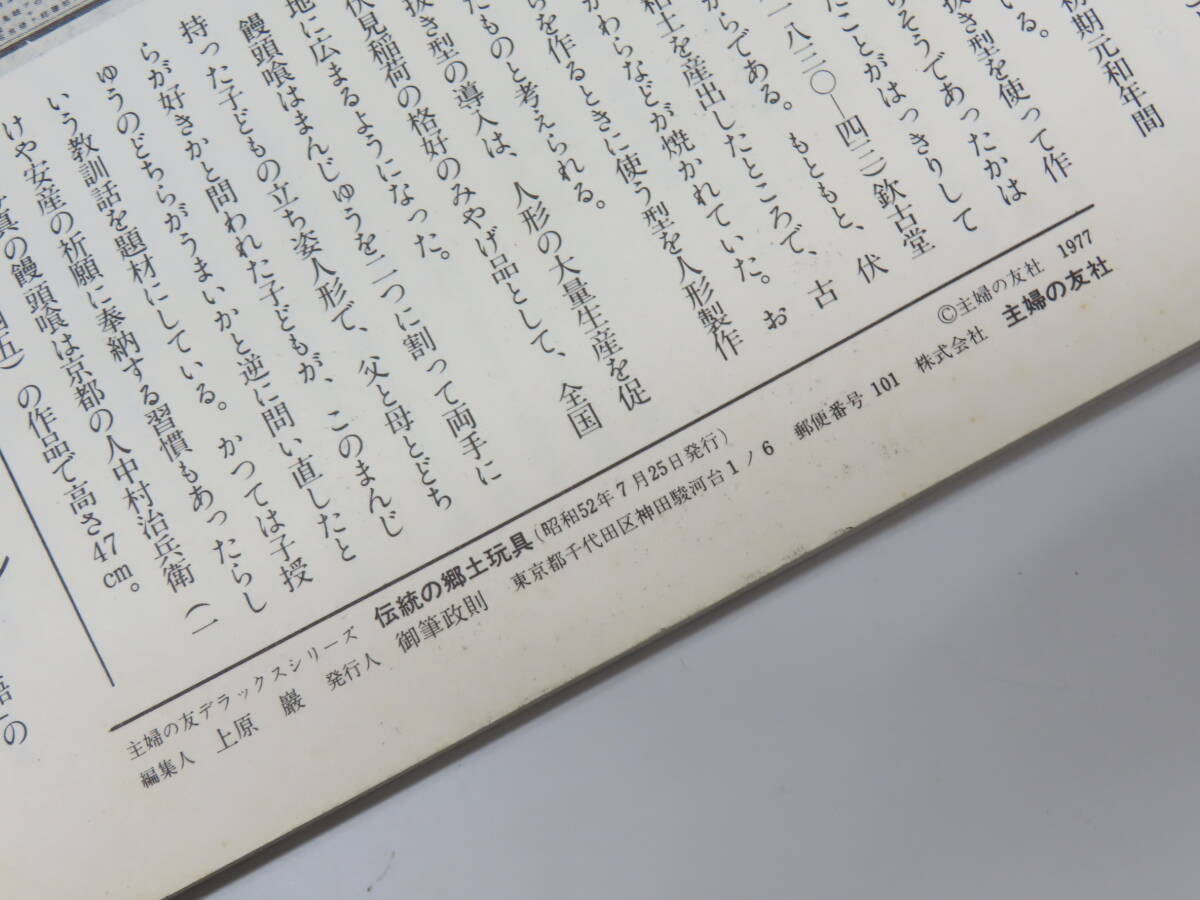 初期元和年間
いる。
抜き型を使って作
らそうであったかは
たことがはっきりして
一八三〇―四三)欽古堂
からである。もともと、伏
粘土を産出したところで、古
かわらなどが焼かれていた。お
らを作るときに使う型を人形製作
たものと考えられる。
抜き型の導入は、人形の大量生産を促
伏見稲荷の格好のみやげ品として、全国
地に広まるようになった。
饅頭喰はまんじゅうを二つに割って両手に
持った子どもの立ち姿人形で、父と母とどち
らが好きかと問われた子どもが、このまんじ
ゅうのどちらがうまいかと逆に問い直したと
いう教訓話を題材にしている。かつては子授
けや安産の祈願に奉納する習慣もあったらし
真の饅頭喰は京都の人中村治兵衛(一
五)の作品で高さ47cm。
主婦の友デラックスシリーズ 伝統の郷土玩具(昭和52年7月25日発行) ©主婦の友社 1977
編集人 上原 巖 発行人 御筆政則 東京都千代田区神田駿河台1ノ6 郵便番号 101 株式会社 主婦の友社